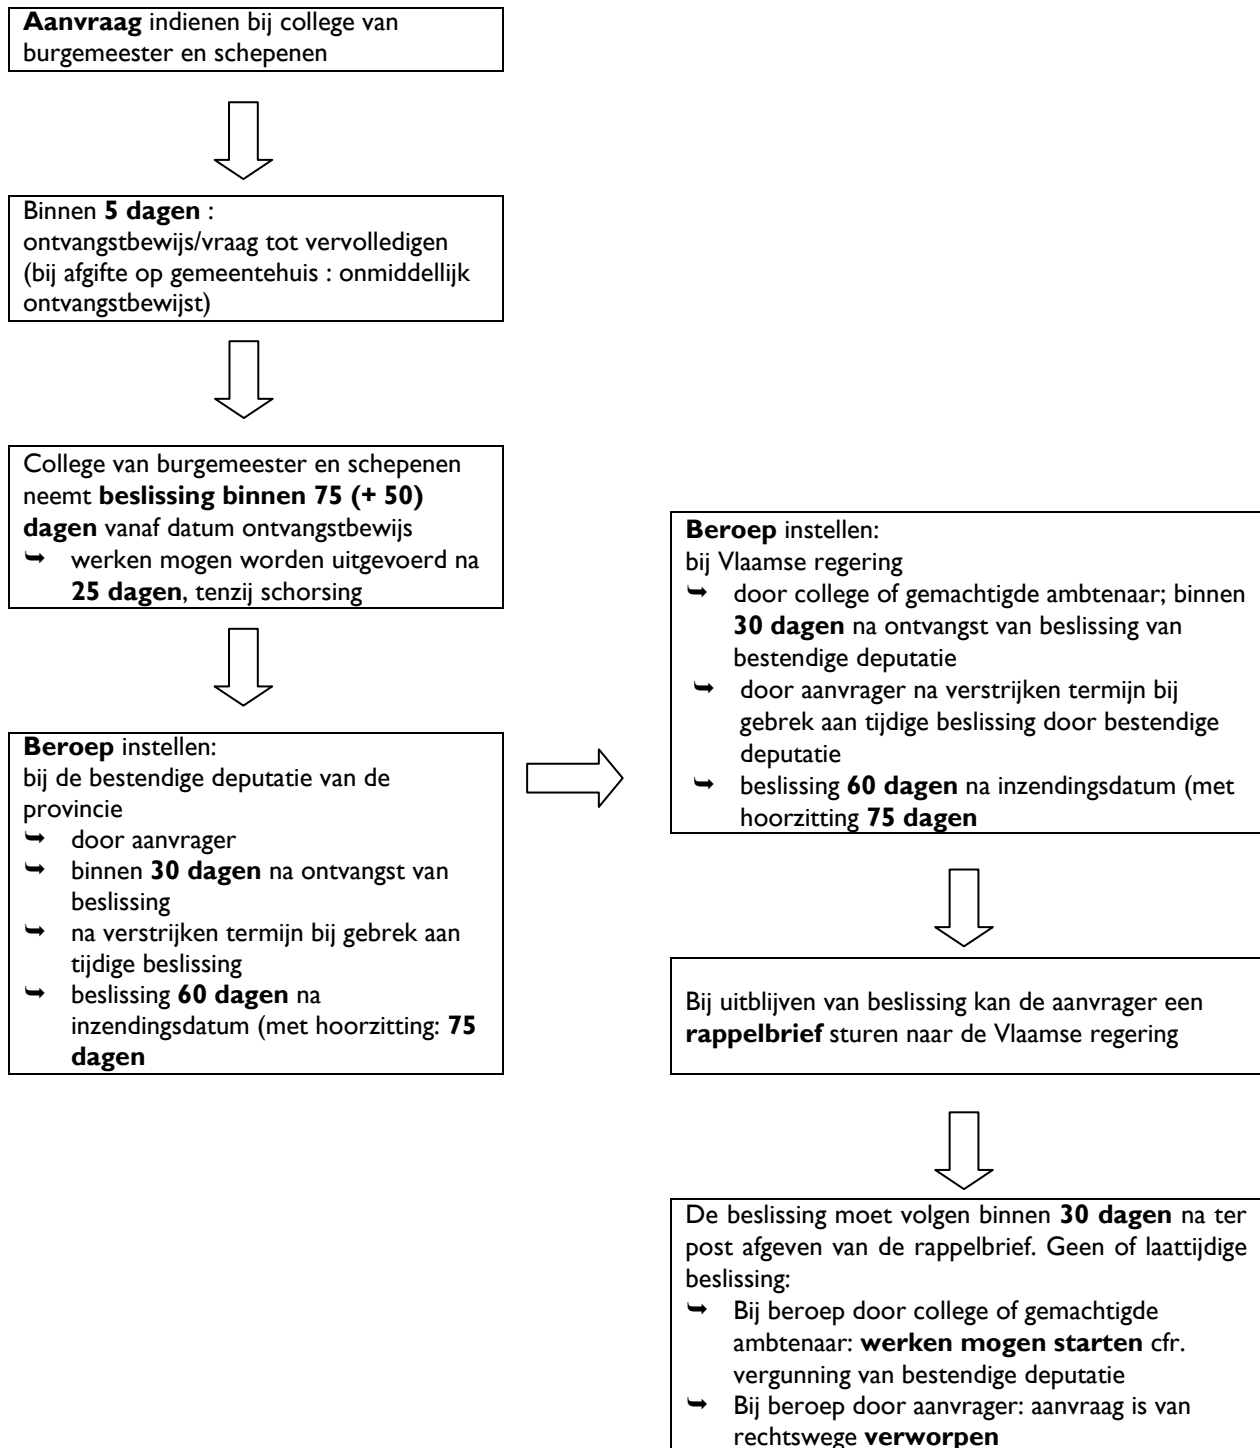 Aanvraag indienen bij college van
burgemeester en schepenen
Binnen 5 dagen :
ontvangstbewijs/vraag tot vervolledigen
(bij afgifte op gemeentehuis : onmiddellijk
ontvangstbewijst)
College van burgemeester en schepenen
neemt beslissing binnen 75 (+ 50)
dagen vanaf datum ontvangstbewijs
➥ werken mogen worden uitgevoerd na
25 dagen, tenzij schorsing
Beroep instellen:
bij de bestendige deputatie van de
provincie
➥ door aanvrager
➥ binnen 30 dagen na ontvangst van
beslissing
➥ na verstrijken termijn bij gebrek aan
tijdige beslissing
➥ beslissing 60 dagen na
inzendingsdatum (met hoorzitting: 75
dagen
Beroep instellen:
bij Vlaamse regering
➥ door college of gemachtigde ambtenaar; binnen
30 dagen na ontvangst van beslissing van
bestendige deputatie
➥ door aanvrager na verstrijken termijn bij
gebrek aan tijdige beslissing door bestendige
deputatie
➥ beslissing 60 dagen na inzendingsdatum (met
hoorzitting 75 dagen
Bij uitblijven van beslissing kan de aanvrager een
rappelbrief sturen naar de Vlaamse regering
De beslissing moet volgen binnen 30 dagen na ter
post afgeven van de rappelbrief. Geen of laattijdige
beslissing:
➥ Bij beroep door college of gemachtigde
ambtenaar: werken mogen starten cfr.
vergunning van bestendige deputatie
➥ Bij beroep door aanvrager: aanvraag is van
rechtswege verworpen